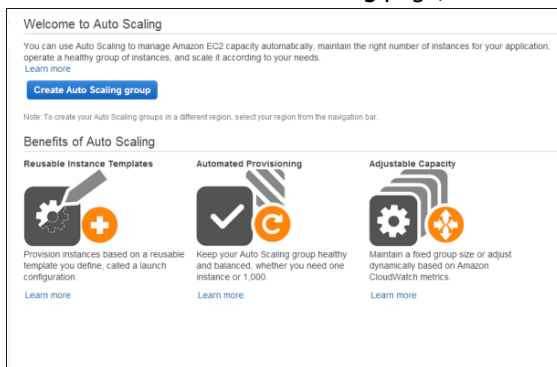 Welcome to Auto Scaling
You can use Auto Scaling to manage Amazon EC2 capacity automatically, maintain the right number of instances for your application,
operate a healthy group of instances, and scale it according to your needs.
Learn more
Create Auto Scaling group
Note: To create your Auto Scaling groups in a different region, select your region from the navigation bar.
Benefits of Auto Scaling
Reusable Instance Templates
Provision instances based on a reusable
template you define, called a launch
configuration.
Learn more
Automated Provisioning
Keep your Auto Scaling group healthy
and balanced, whether you need one
instance or 1,000.
Learn more
Adjustable Capacity
Maintain a fixed group size or adjust
dynamically based on Amazon
CloudWatch metrics.
Learn more